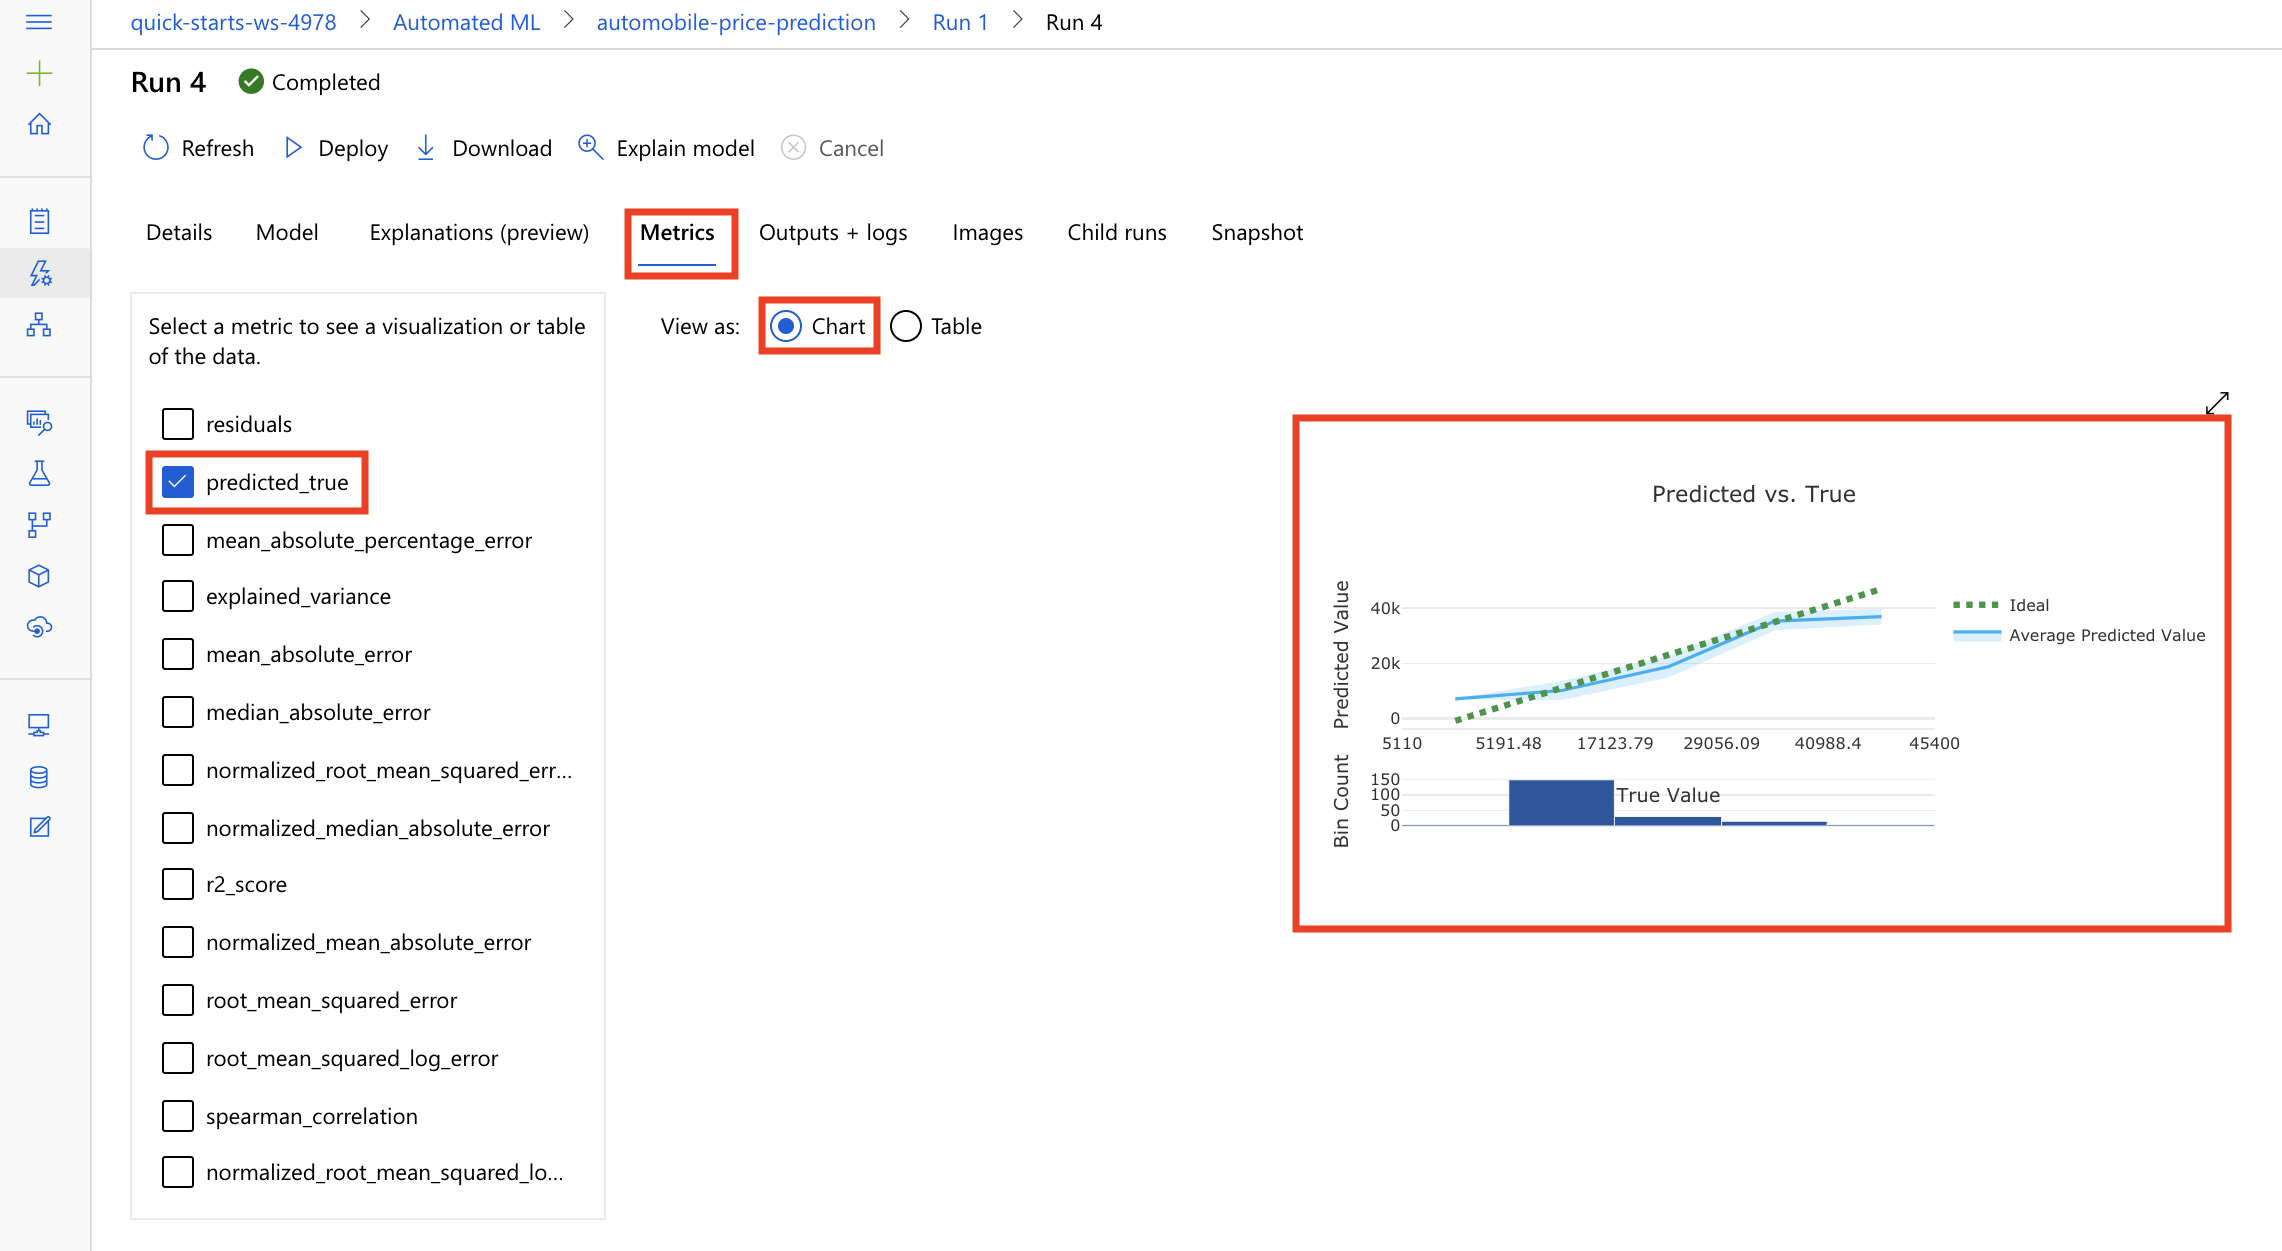 quick-starts-ws-4978 > Automated ML > automobile-price-prediction > Run 1 > Run 4
Run 4 Completed
Refresh Deploy Download Explain model Cancel
Details Model Explanations (preview) Metrics Outputs + logs Images Child runs Snapshot
Select a metric to see a visualization or table
of the data.
residuals
predicted_true
mean_absolute_percentage_error
explained_variance
mean_absolute_error
median_absolute_error
normalized_root_mean_squared_err...
normalized_median_absolute_error
r2_score
normalized_mean_absolute_error
root_mean_squared_error
root_mean_squared_log_error
spearman_correlation
normalized_root_mean_squared_lo...
View as: Chart Table
Predicted vs. True
Predicted Value
40k
20k
0
5110 5191.48 17123.79 29056.09 40988.4 45400
Ideal
Average Predicted Value
Bin Count
150
100
50
0
True Value